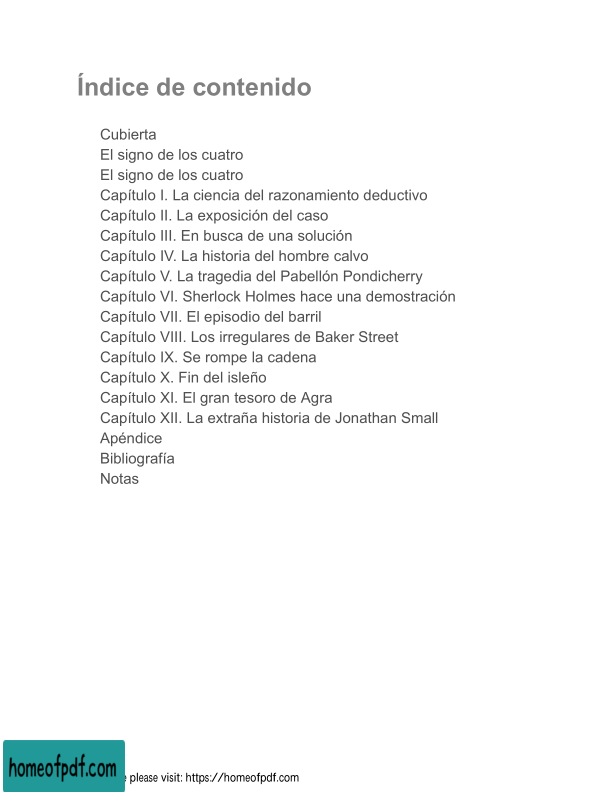 Índice de contenido
Cubierta
El signo de los cuatro
El signo de los cuatro
Capítulo I. La ciencia del razonamiento deductivo
Capítulo II. La exposición del caso
Capítulo III. En busca de una solución
Capítulo IV. La historia del hombre calvo
Capítulo V. La tragedia del Pabellón Pondicherry
Capítulo VI. Sherlock Holmes hace una demostración
Capítulo VII. El episodio del barril
Capítulo VIII. Los irregulares de Baker Street
Capítulo IX. Se rompe la cadena
Capítulo X. Fin del isleño
Capítulo XI. El gran tesoro de Agra
Capítulo XII. La extraña historia de Jonathan Small
Apéndice
Bibliografía
Notas
homeofpdf.com
please visit: https://homeofpdf.com